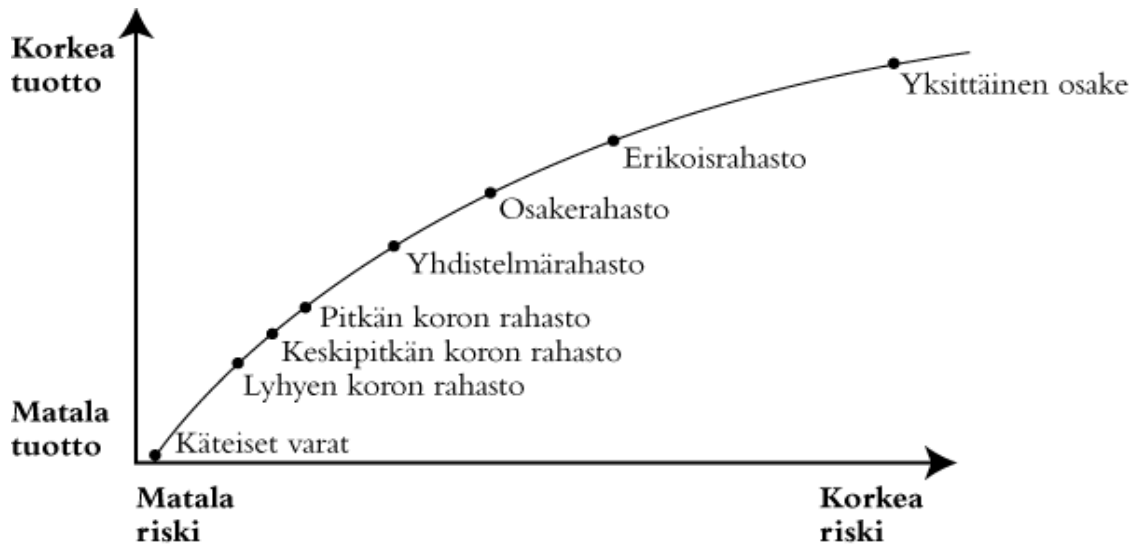 Korkea
tuotto
Yksittäinen osake
Erikoisrahasto
Osakerahasto
Yhdistelmärahasto
Pitkän koron rahasto
Keskipitkän koron rahasto
Lyhyen koron rahasto
Matala
tuotto
Käteiset varat
Matala
riski
Korkea
riski